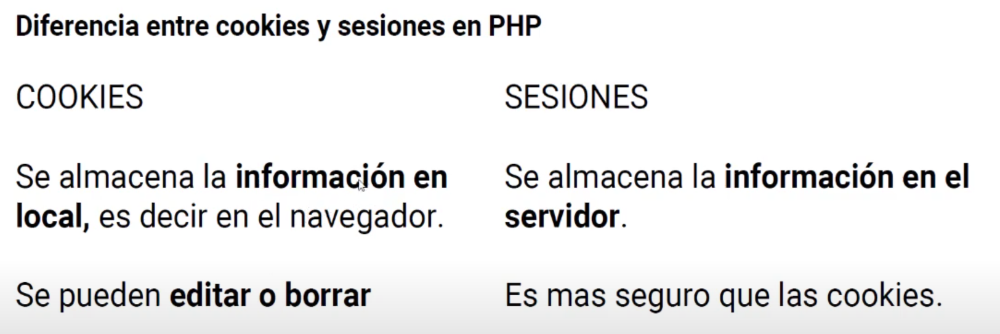 Diferencia entre cookies y sesiones en PHP
COOKIES
Se almacena la información en
local, es decir en el navegador.
Se pueden editar o borrar
SESIONES
Se almacena la información en el
servidor.
Es mas seguro que las cookies.